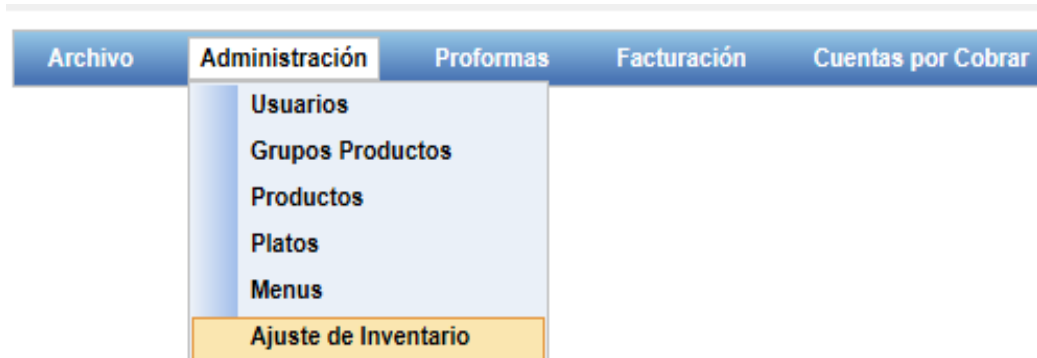 Archivo Administración Proformas Facturación Cuentas por Cobrar
Usuarios
Grupos Productos
Productos
Platos
Menus
Ajuste de Inventario